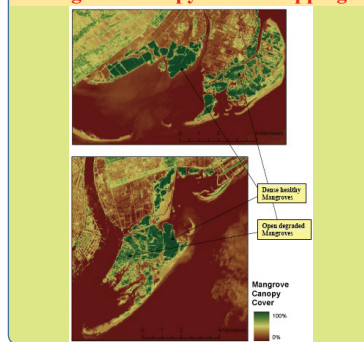 Dense healthy
Mangroves
Open degraded
Mangroves
Mangrove
Canopy
Cover
100%
0%